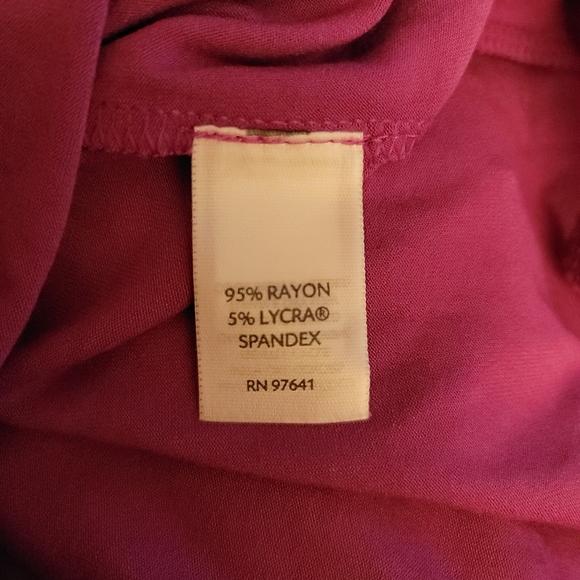 95% RAYON
5% LYCRA®
SPANDEX
RN 97641